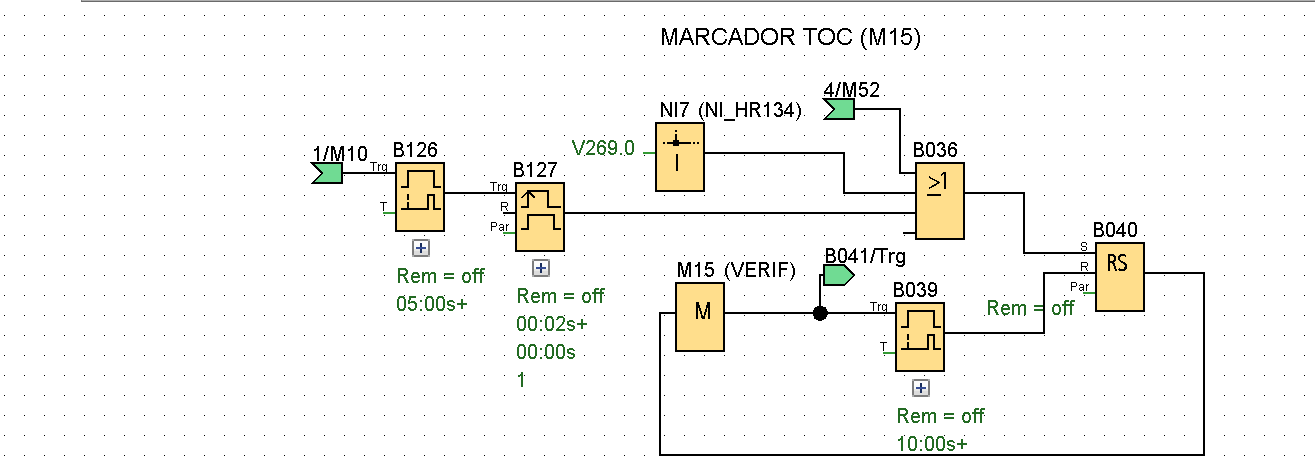 MARCADOR TOC (M15)
4/M52
NI7 (NI_HR134)
V269.0
I
1/M10
Trg
B126
T
Rem = off
05:00s+
B127
Trg
R
Par
Rem = off
00:02s+
00:00s
1
B036
≥1
B040
S
R
Par
RS
Rem = off
M15 (VERIF)
M
B041/Trg
B039
Trg
T
Rem = off
10:00s+